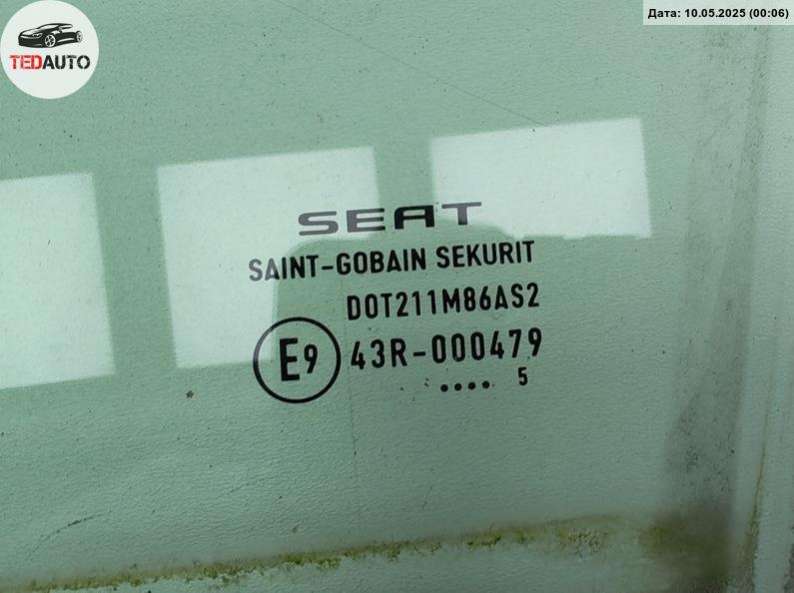 TEDAUTO
Дата: 10.05.2025 (00:06)
SEAT
SAINT-GOBAIN SEKURIT
DOT211M86AS2
E9 43R-000479
.... 5